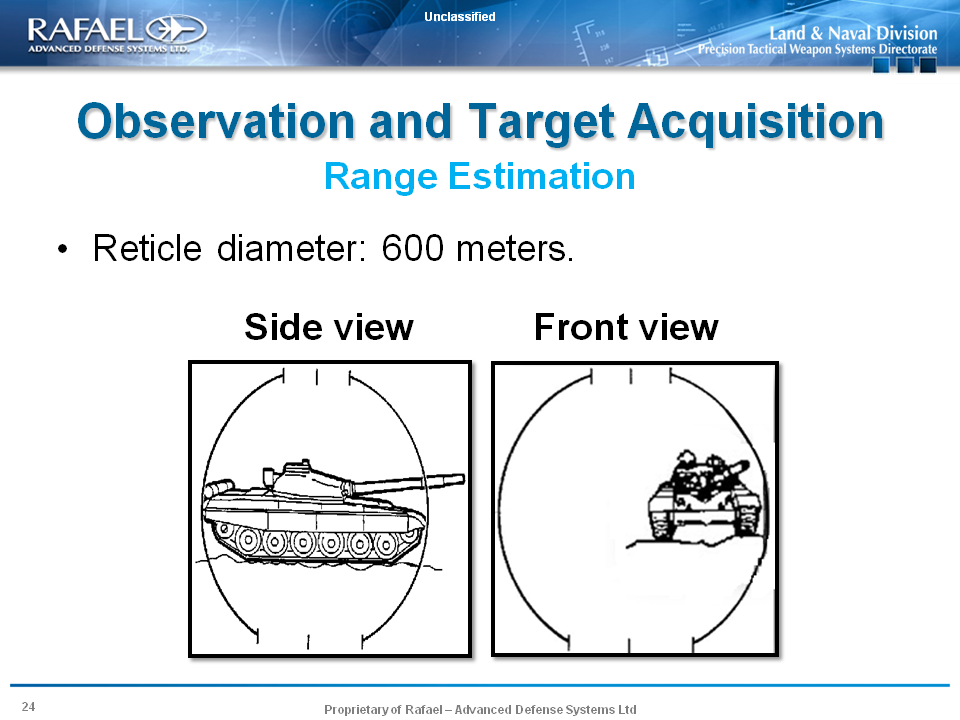 Unclassified
RAFAEL
ADVANCED DEFENSE SYSTEMS LTD.
Land & Naval Division
Precision Tactical Weapon Systems Directorate
Observation and Target Acquisition
Range Estimation
• Reticle diameter: 600 meters.
Side view
Front view
24
Proprietary of Rafael – Advanced Defense Systems Ltd